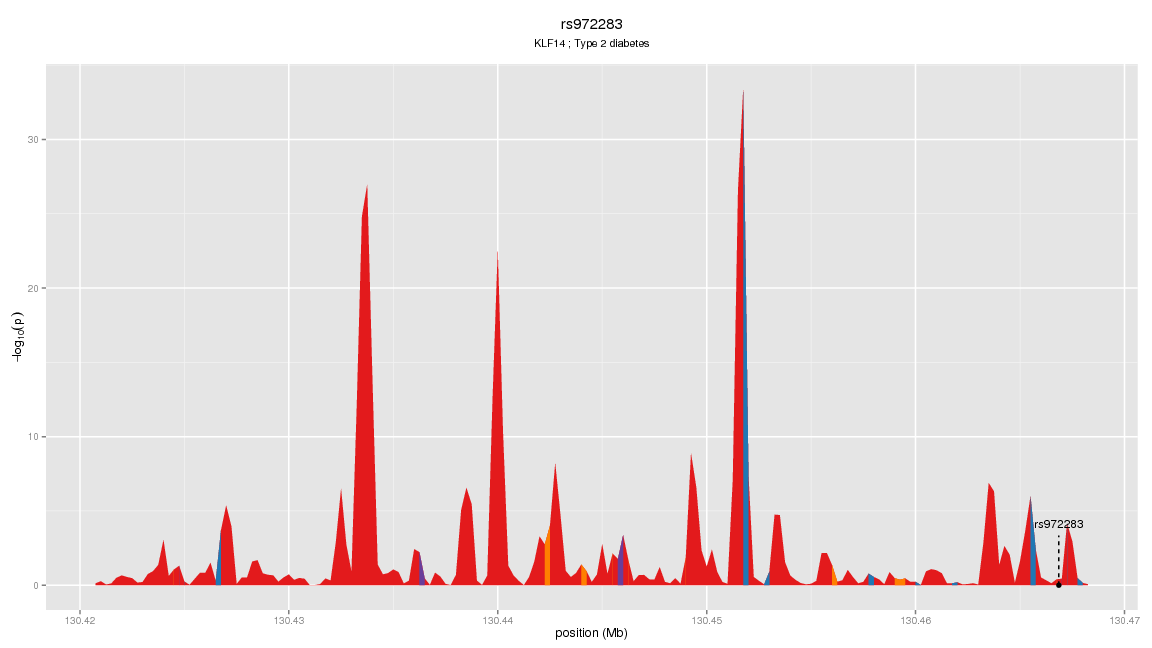 rs972283
KLF14 ; Type 2 diabetes
30
20
10
0
−log10(p)
rs972283
130.42 130.43 130.44 130.45 130.46 130.47
position (Mb)